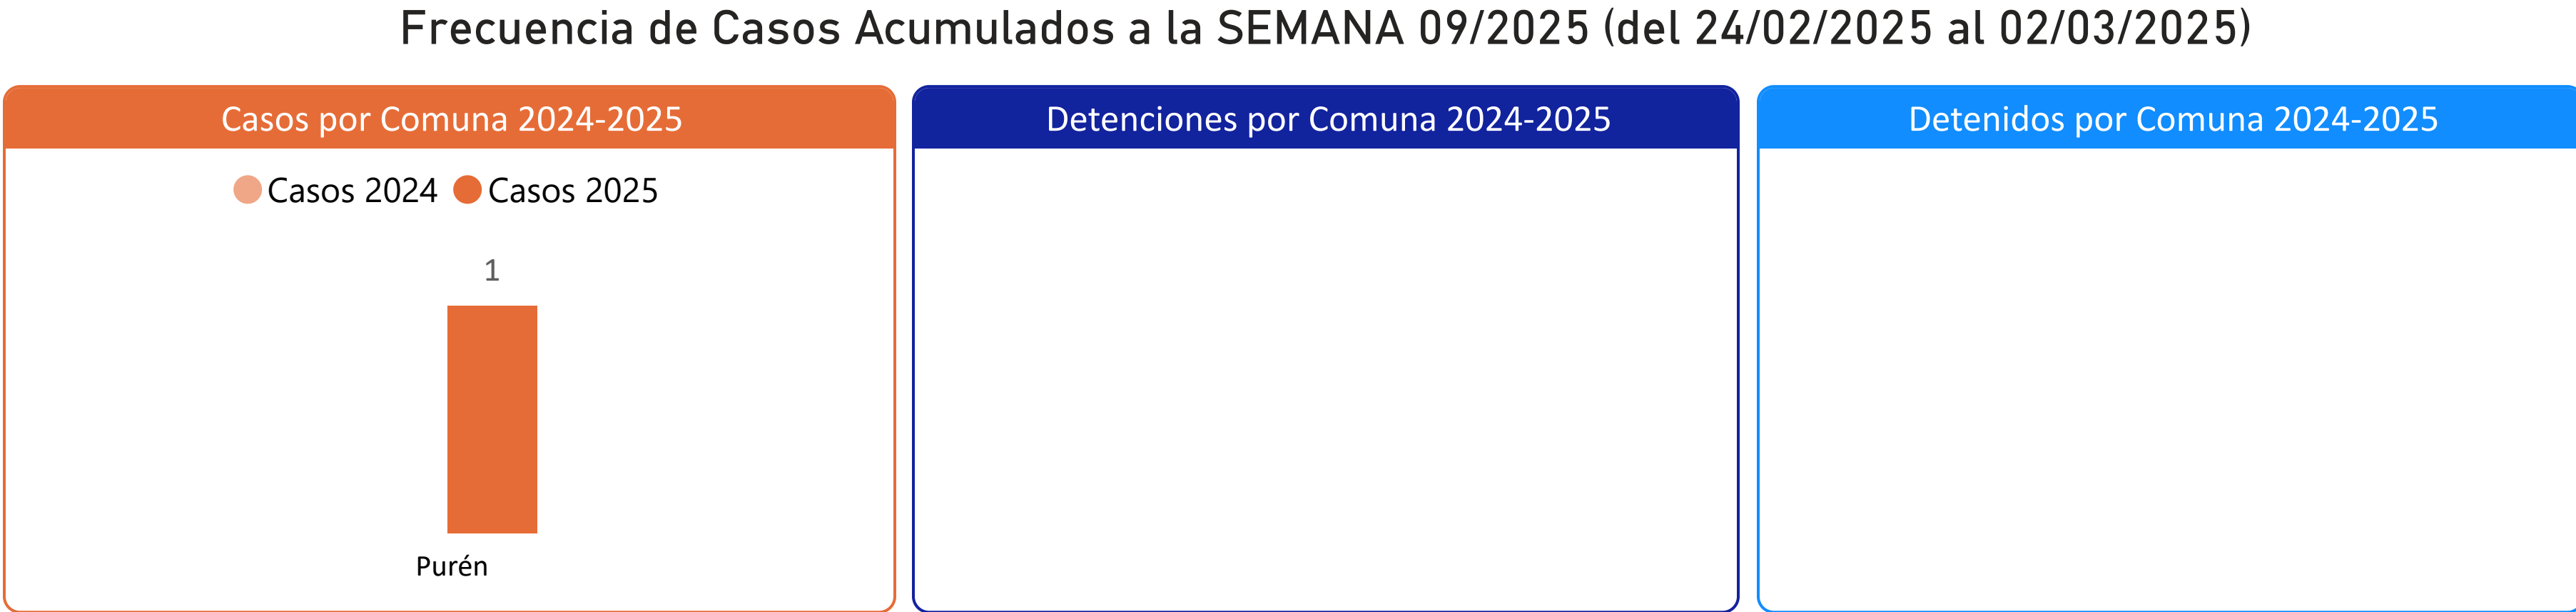 Frecuencia de Casos Acumulados a la SEMANA 09/2025 (del 24/02/2025 al 02/03/2025)
Casos por Comuna 2024-2025
Casos 2024 Casos 2025
1
Purén
Detenciones por Comuna 2024-2025
Detenidos por Comuna 2024-2025